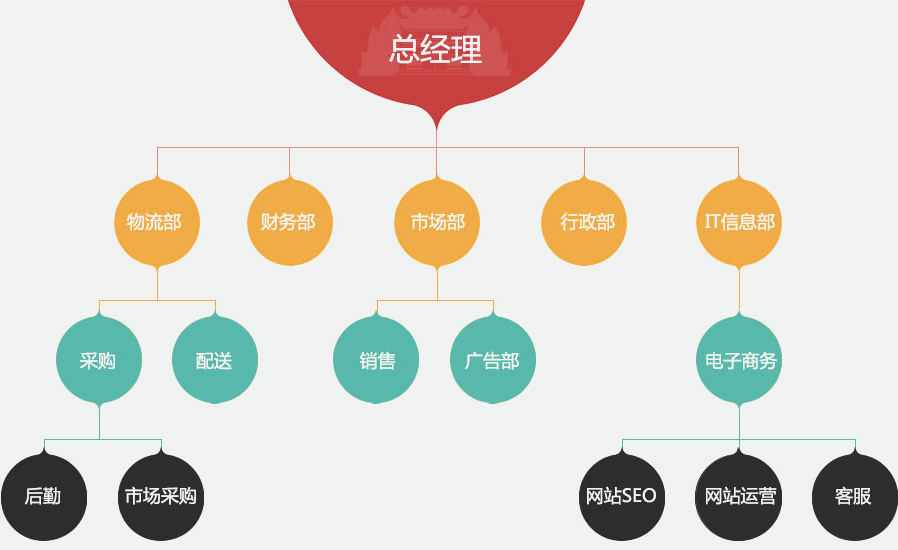 总经理
物流部
财务部
市场部
行政部
IT信息部
采购
配送
销售
广告部
电子商务
后勤
市场采购
网站SEO
网站运营
客服